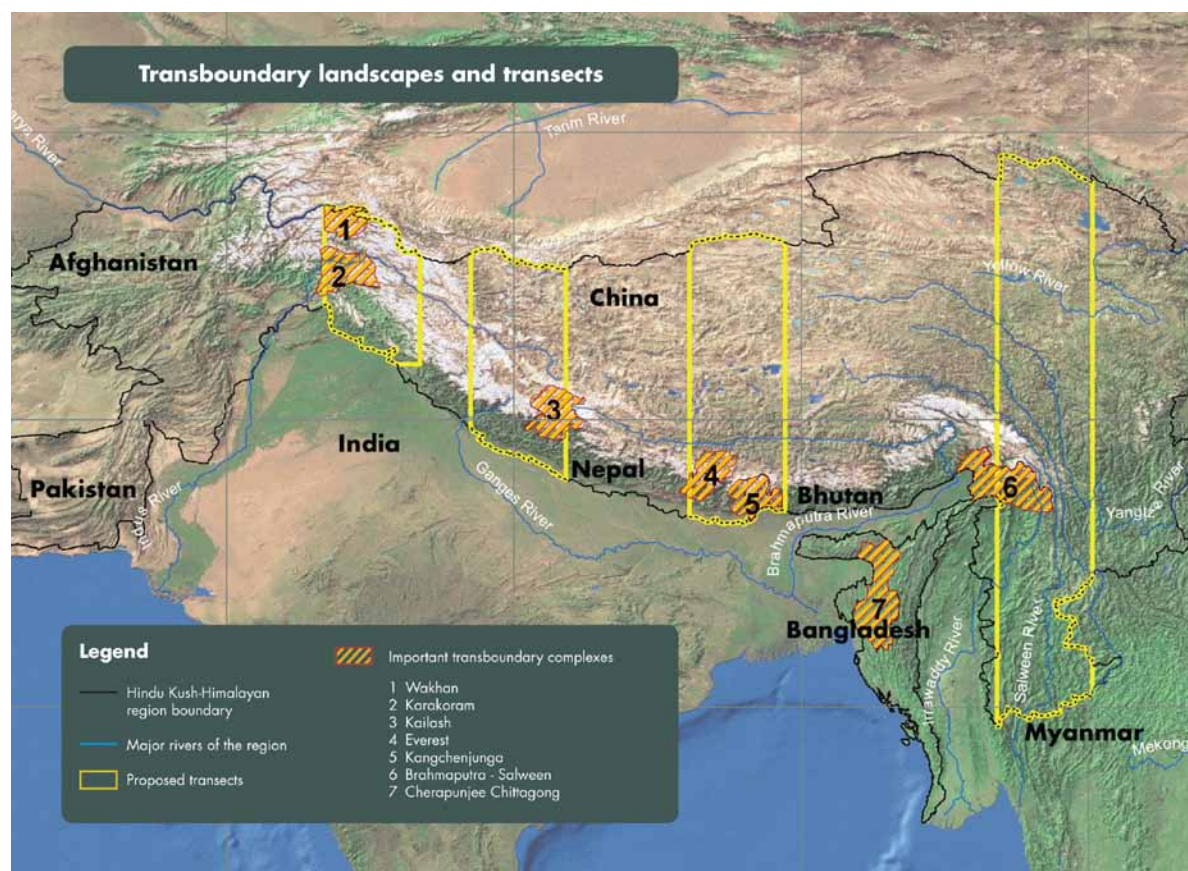 Transboundary landscapes and transects
arya River
Tarim River
Afghanistan
1
2
China
Yellow River
3
India
Nepal
4
5
Bhutan
6
Pakistan
Indus River
Ganges River
Brahmaputra River
Yangtze River
7
Bangladesh
Irrawaddy River
Salween River
Myanmar
Mekong
Legend
Hindu Kush-Himalayan
region boundary
Major rivers of the region
Proposed transects
Important transboundary complexes
1 Wakhan
2 Karakoram
3 Kailash
4 Everest
5 Kangchenjunga
6 Brahmaputra - Salween
7 Cherapunjee Chittagong